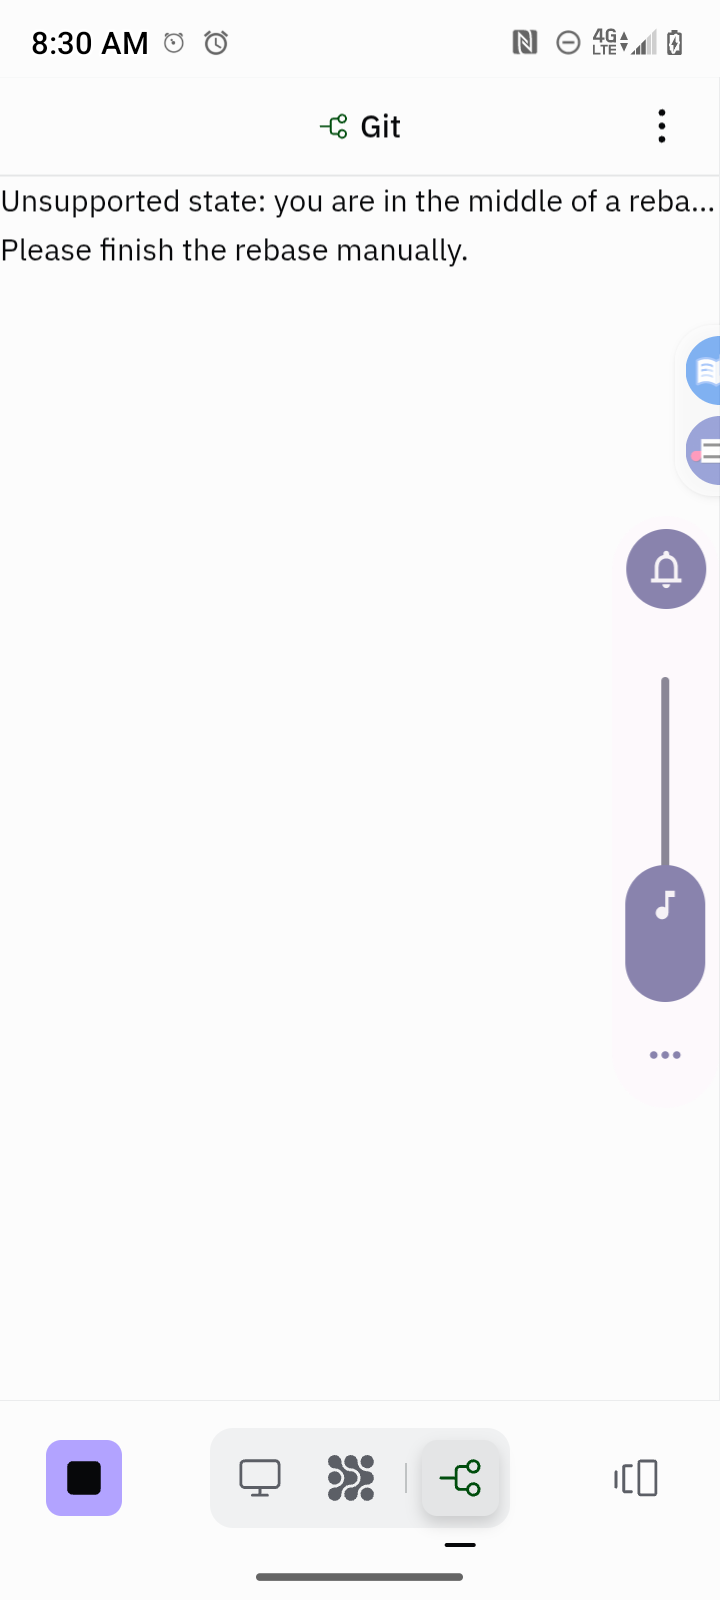 8:30 AM
4G
LTE
Git
Unsupported state: you are in the middle of a reba...
Please finish the rebase manually.